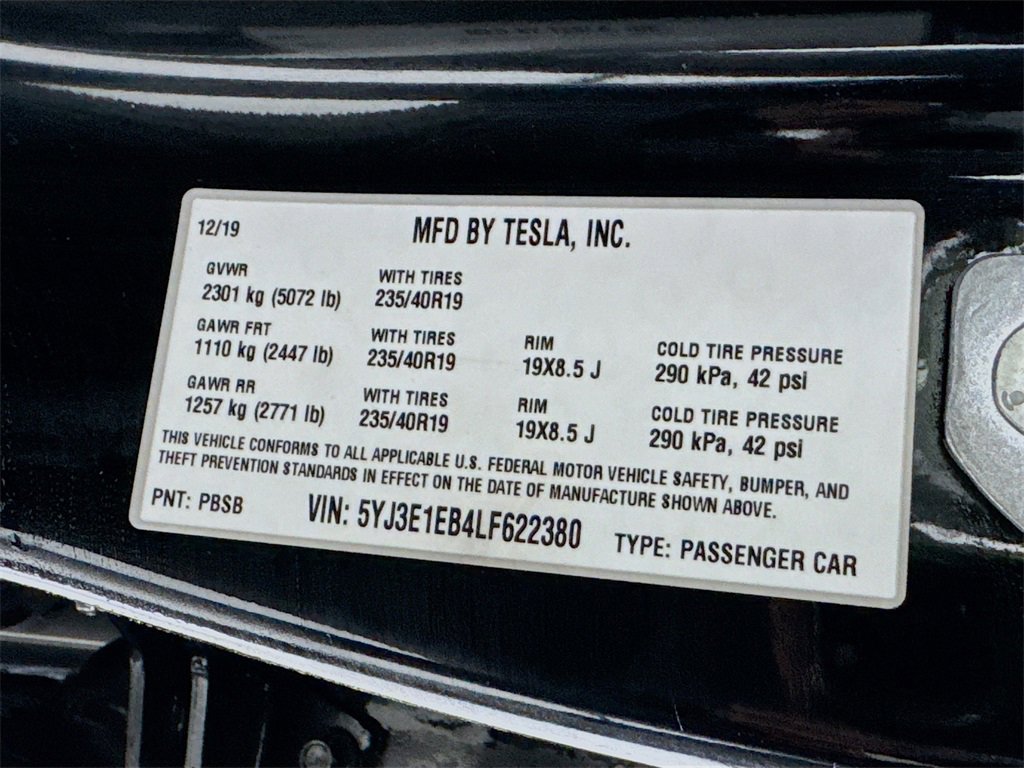 12/19 MFD BY TESLA, INC.
GVWR WITH TIRES
2301 kg (5072 lb) 235/40R19
GAWR FRT WITH TIRES RIM COLD TIRE PRESSURE
1110 kg (2447 lb) 235/40R19 19X8.5 J 290 kPa, 42 psi
GAWR RR WITH TIRES RIM COLD TIRE PRESSURE
1257 kg (2771 lb) 235/40R19 19X8.5 J 290 kPa, 42 psi
THIS VEHICLE CONFORMS TO ALL APPLICABLE U.S. FEDERAL MOTOR VEHICLE SAFETY, BUMPER, AND
THEFT PREVENTION STANDARDS IN EFFECT ON THE DATE OF MANUFACTURE SHOWN ABOVE.
PNT: PBSB VIN: 5YJ3E1EB4LF622380 TYPE: PASSENGER CAR